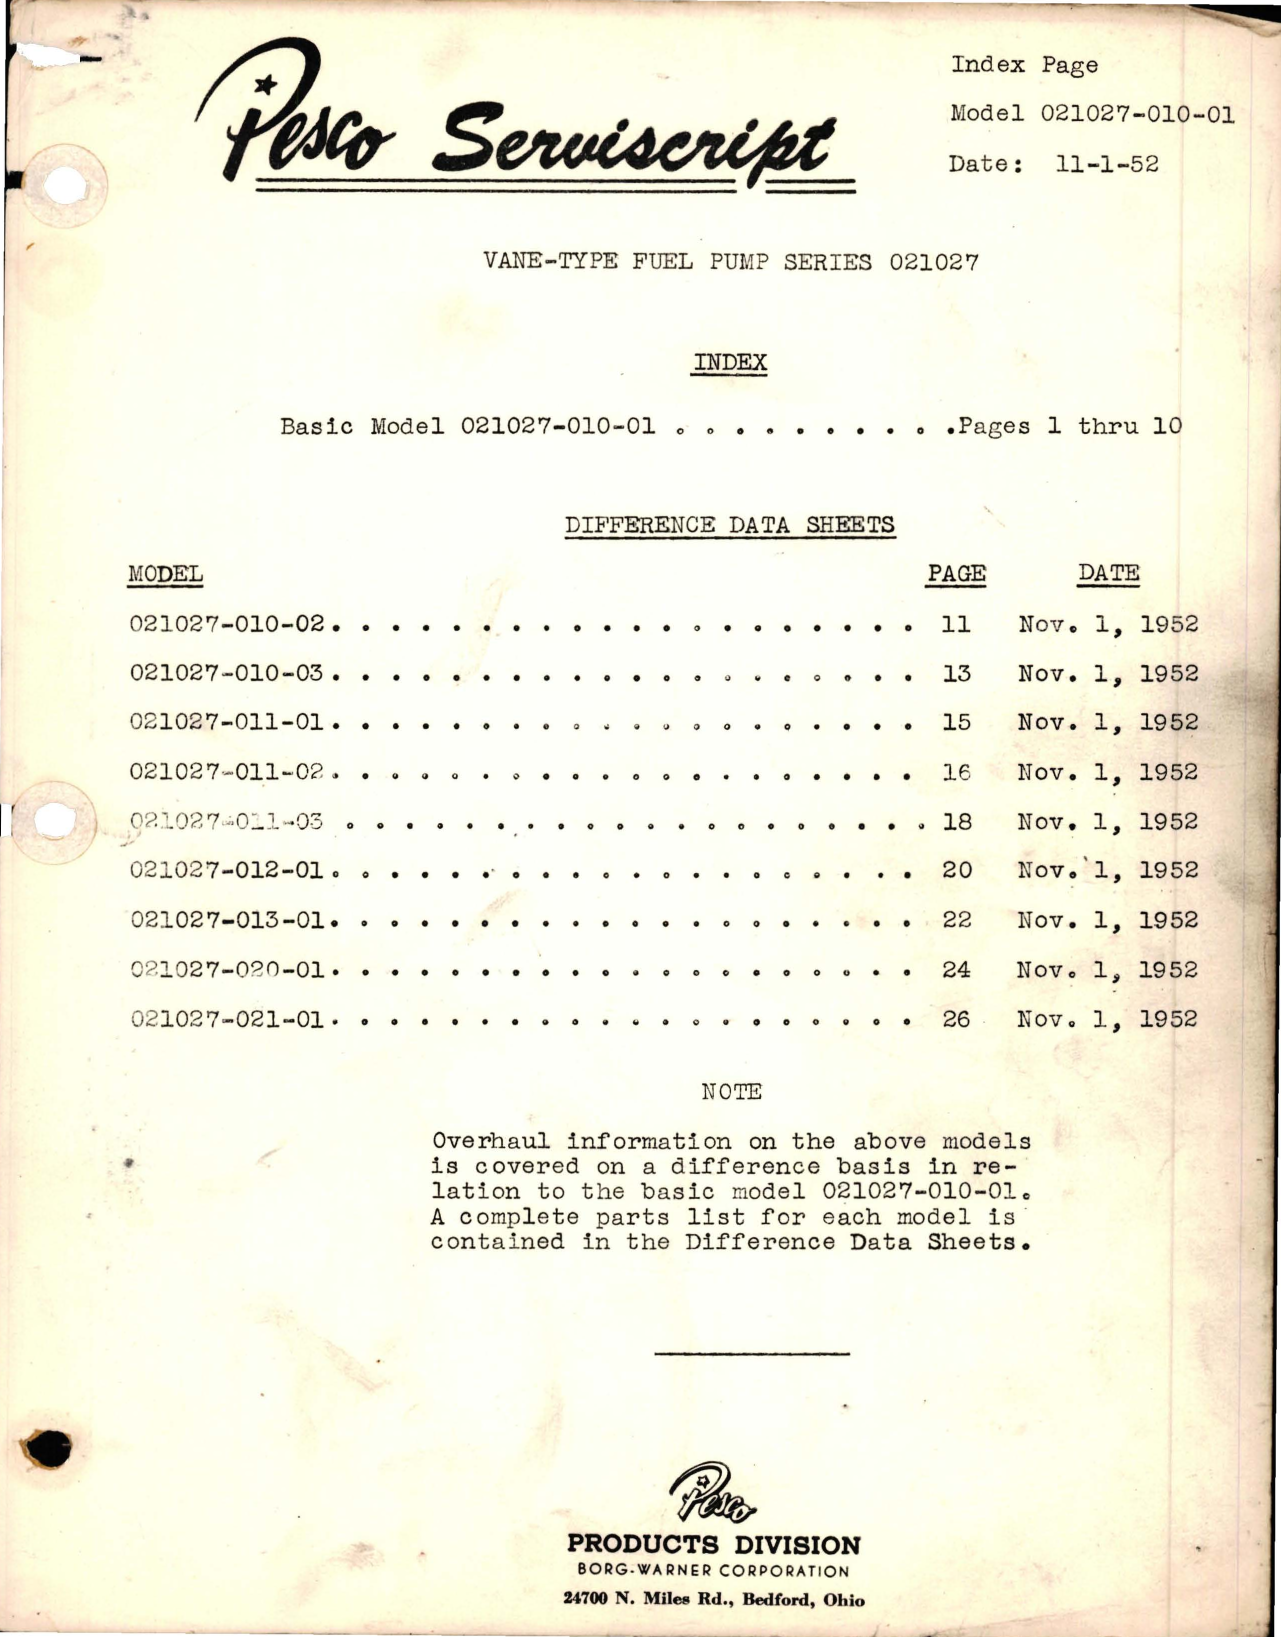 Pesco Serviscript
Index Page
Model 021027-010-01
Date: 11-1-52
VANE-TYPE FUEL PUMP SERIES 021027
INDEX
Basic Model 021027-010-01 . . . . . . . . . .Pages 1 thru 10
DIFFERENCE DATA SHEETS
MODEL PAGE DATE
021027-010-02. . . . . . . . . . . . . . . . . . . . 11 Nov. 1, 1952
021027-010-03. . . . . . . . . . . . . . . . . . . . 13 Nov. 1, 1952
021027-011-01. . . . . . . . . . . . . . . . . . . . 15 Nov. 1, 1952
021027-011-02. . . . . . . . . . . . . . . . . . . . 16 Nov. 1, 1952
021027-011-03 . . . . . . . . . . . . . . . . . . . . 18 Nov. 1, 1952
021027-012-01. . . . . . . . . . . . . . . . . . . . 20 Nov. 1, 1952
021027-013-01. . . . . . . . . . . . . . . . . . . . 22 Nov. 1, 1952
021027-020-01. . . . . . . . . . . . . . . . . . . . 24 Nov. 1, 1952
021027-021-01. . . . . . . . . . . . . . . . . . . . 26 Nov. 1, 1952
NOTE
Overhaul information on the above models
is covered on a difference basis in re-
lation to the basic model 021027-010-01.
A complete parts list for each model is
contained in the Difference Data Sheets.
Pesco
PRODUCTS DIVISION
BORG-WARNER CORPORATION
24700 N. Miles Rd., Bedford, Ohio